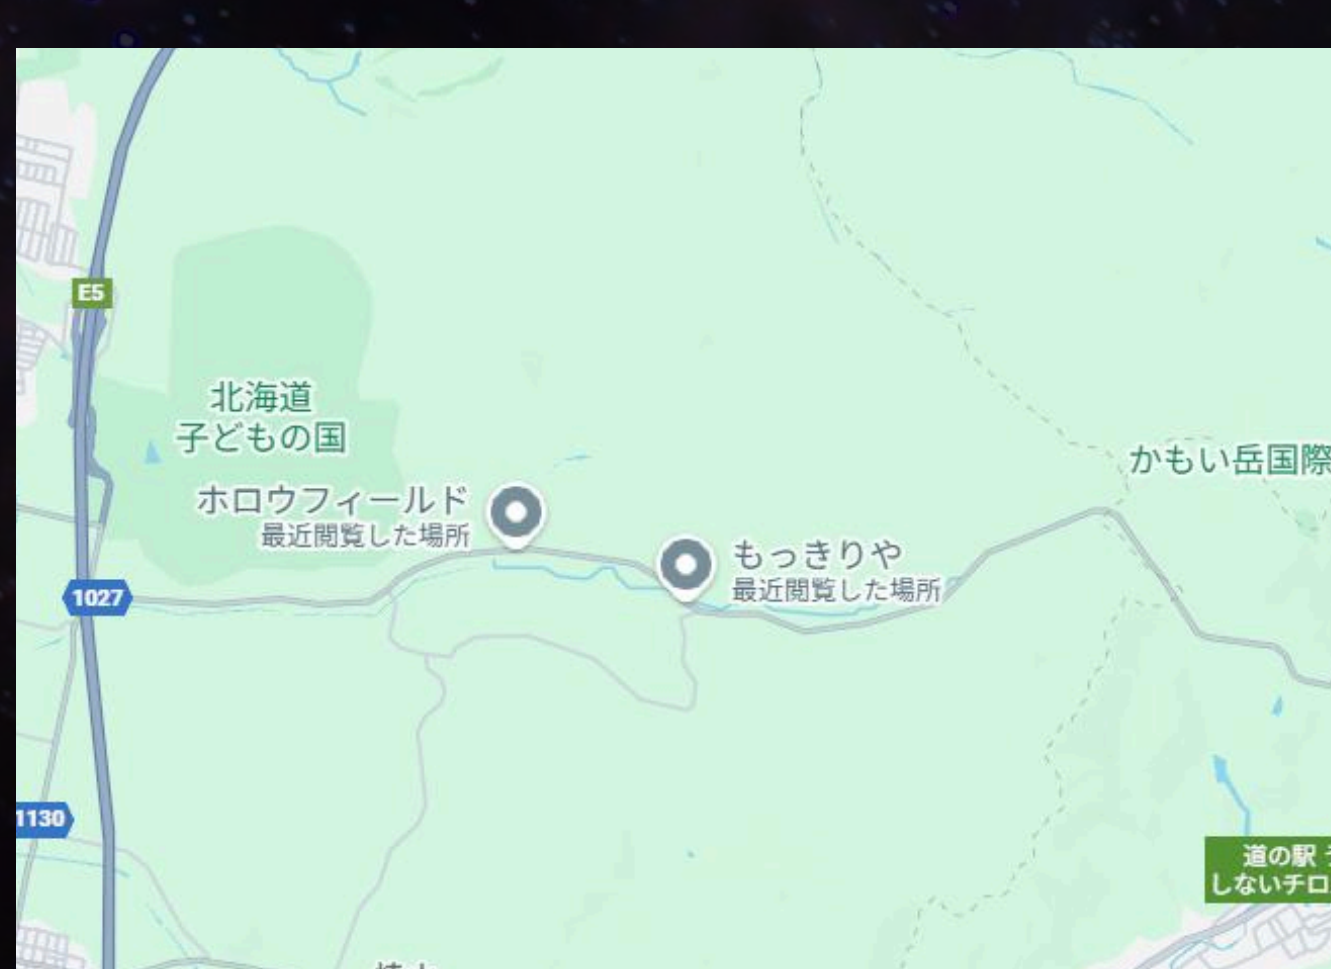 E5
北海道
子どもの国
ホロウフィールド
最近閲覧した場所
かもい岳国際
もっきりや
最近閲覧した場所
1027
1130
道の駅
しないチロ